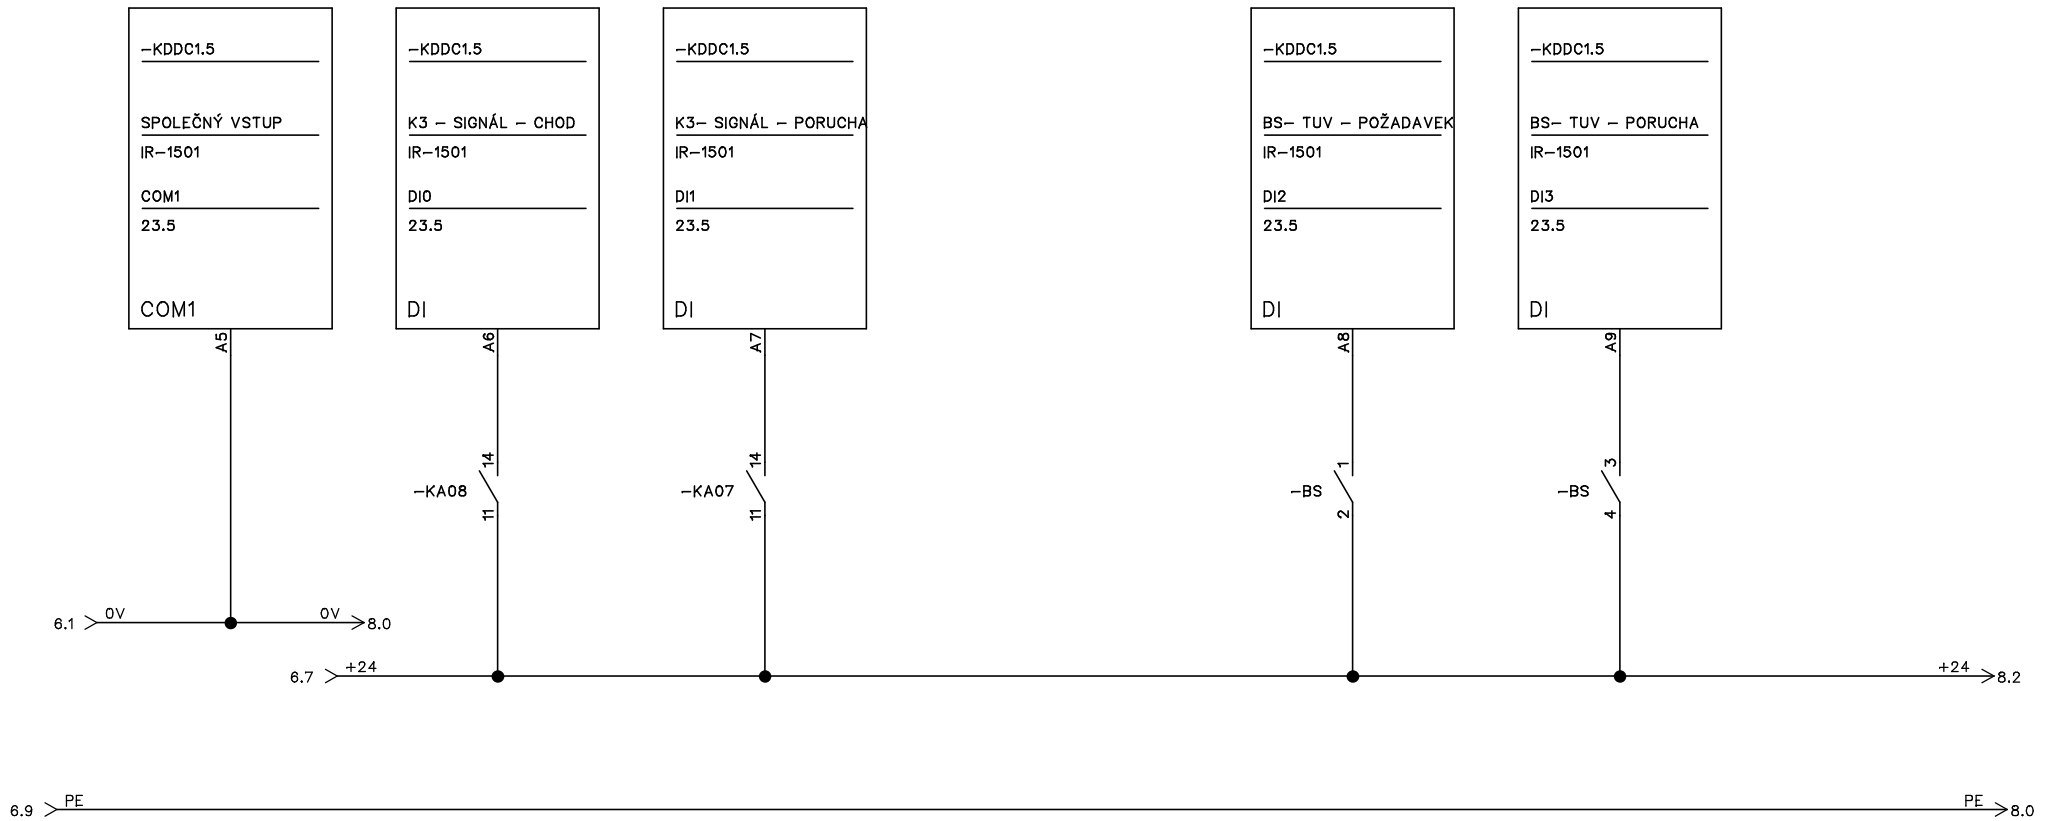 -KDDC1.5
SPOLEČNÝ VSTUP
IR-1501
COM1
23.5
COM1
A5
-KDDC1.5
K3 - SIGNÁL - CHOD
IR-1501
DI0
23.5
DI
A6
14
-KA08
11
-KDDC1.5
K3- SIGNÁL - PORUCHA
IR-1501
DI1
23.5
DI
A7
14
-KA07
11
-KDDC1.5
BS- TUV - POŽADAVEK
IR-1501
DI2
23.5
DI
A8
1
-BS
2
-KDDC1.5
BS- TUV - PORUCHA
IR-1501
DI3
23.5
DI
A9
3
-BS
4
6.1 0V 0V 8.0
6.7 +24 +24 8.2
6.9 PE PE 8.0